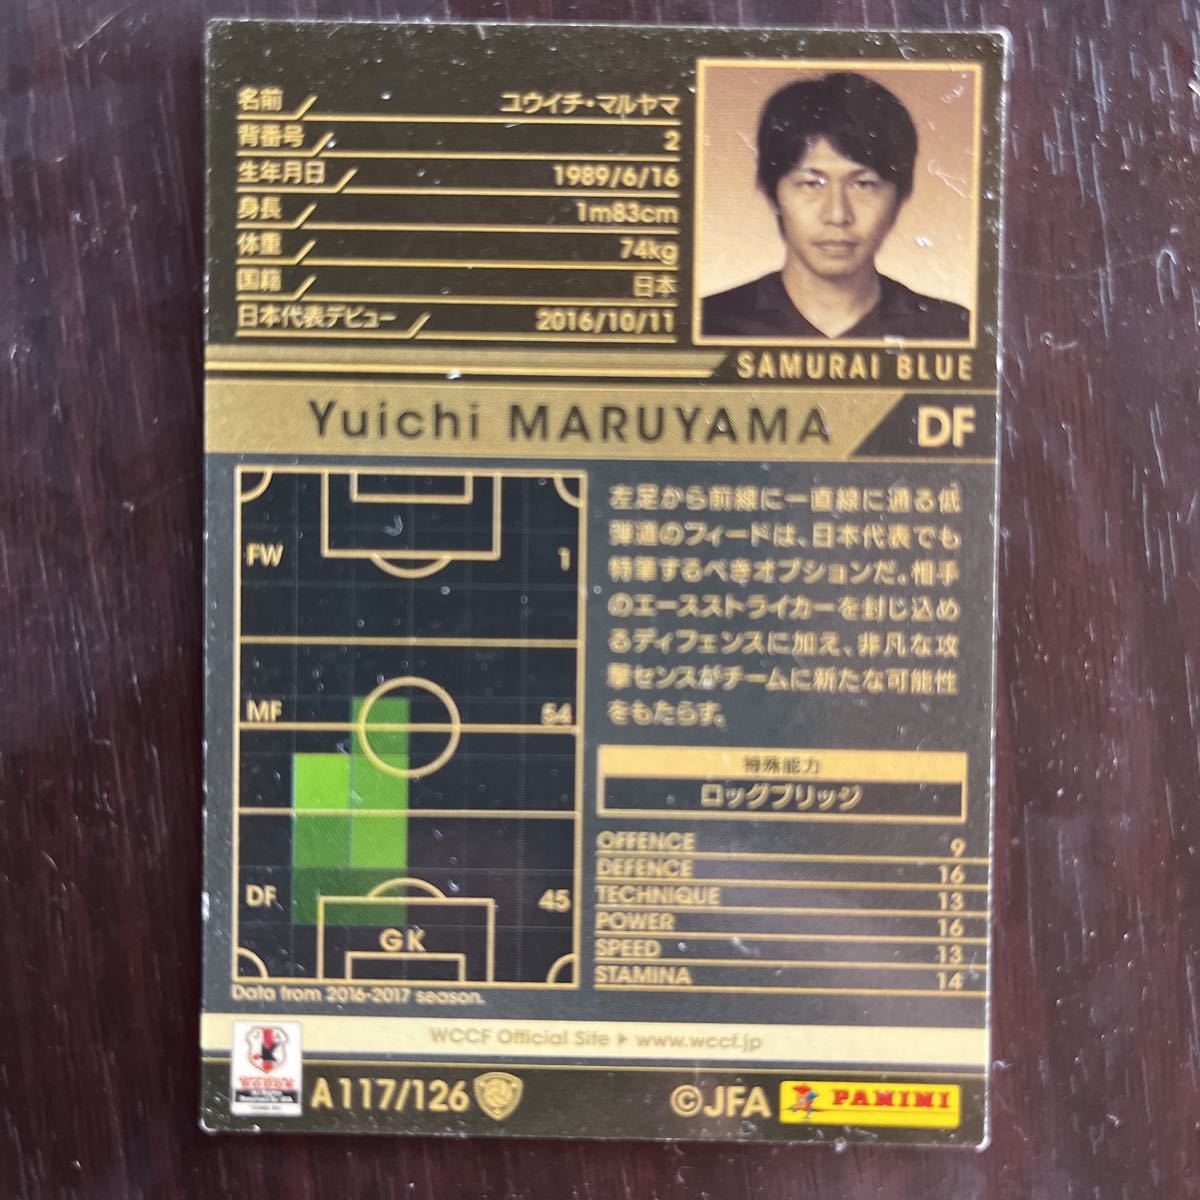 名前 ユウイチ・マルヤマ
背番号 2
生年月日 1989/6/16
身長 1m83cm
体重 74kg
国籍 日本
日本代表デビュー 2016/10/11
SAMURAI BLUE
Yuichi MARUYAMA DF
FW 1
MF 54
DF 45
GK
Data from 2016-2017 season.
左足から前線に一直線に通る低
弾道のフィードは、日本代表でも
特筆するべきオプションだ。相手
のエースストライカーを封じ込め
るディフェンスに加え、非凡な攻
撃センスがチームに新たな可能性
をもたらす。
特殊能力
ロックブリッジ
OFFENCE 9
DEFENCE 16
TECHNIQUE 13
POWER 16
SPEED 13
STAMINA 14
WCCF Official Site ▶ www.wccf.jp
OFFICIAL
GOODS
A117/126
©JFA PANINI